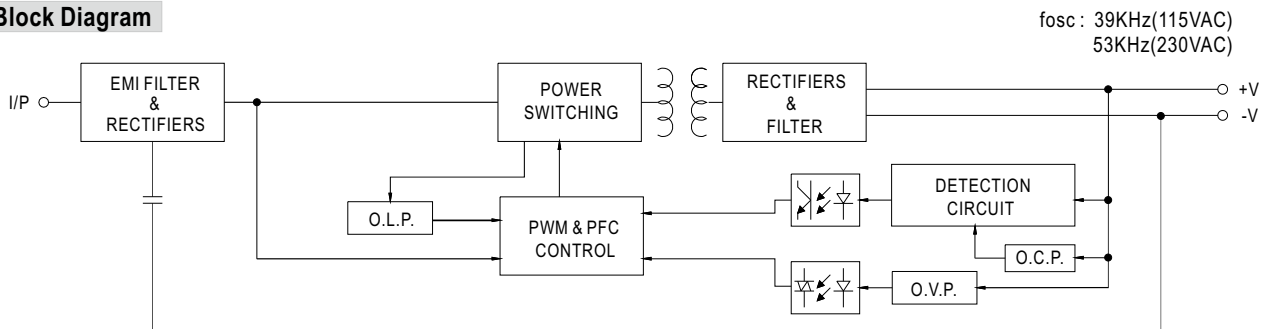 Block Diagram
fosc : 39KHz(115VAC)
53KHz(230VAC)
I/P
EMI FILTER
&
RECTIFIERS
POWER
SWITCHING
RECTIFIERS
&
FILTER
+V
-V
O.L.P.
PWM & PFC
CONTROL
DETECTION
CIRCUIT
O.C.P.
O.V.P.